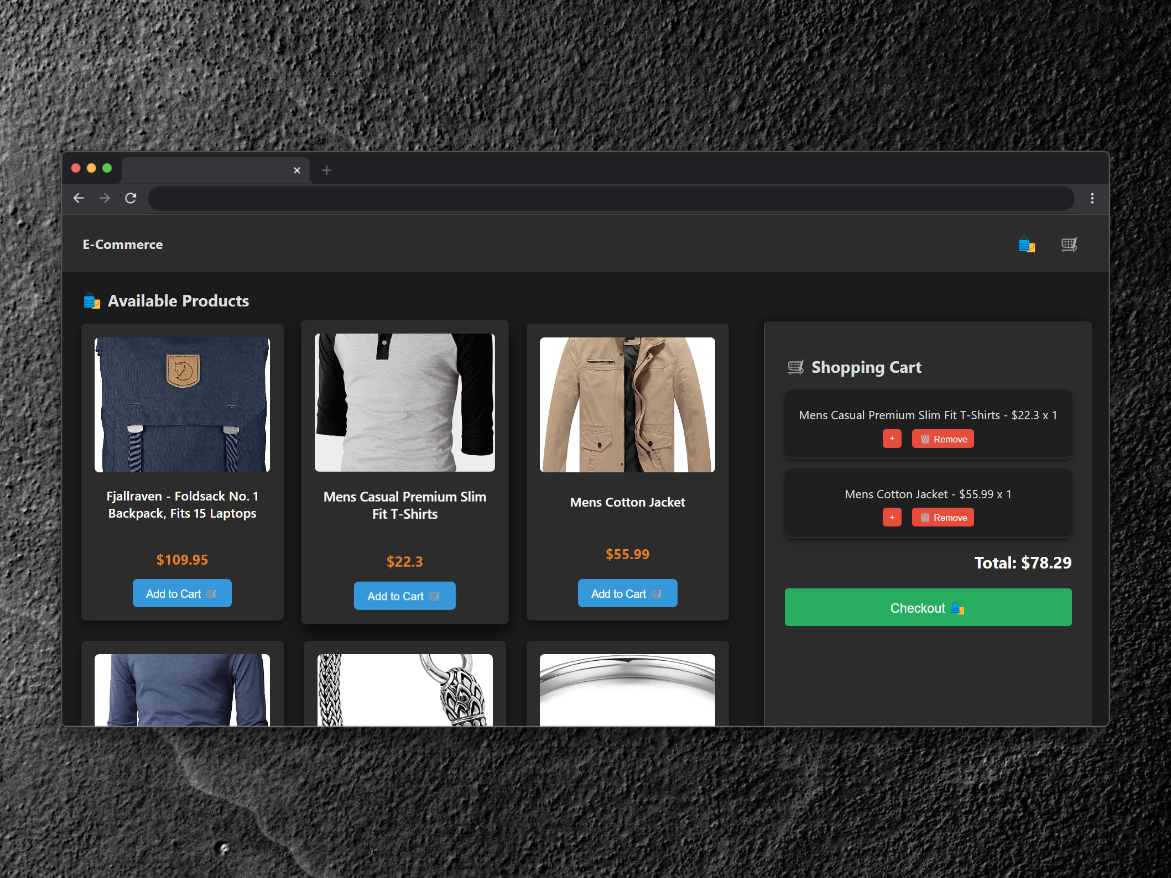 E-Commerce
Available Products
Fjallraven - Foldsack No. 1
Backpack, Fits 15 Laptops
$109.95
Add to Cart
Mens Casual Premium Slim
Fit T-Shirts
$22.3
Add to Cart
Mens Cotton Jacket
$55.99
Add to Cart
Shopping Cart
Mens Casual Premium Slim Fit T-Shirts - $22.3 x 1
+ Remove
Mens Cotton Jacket - $55.99 x 1
+ Remove
Total: $78.29
Checkout